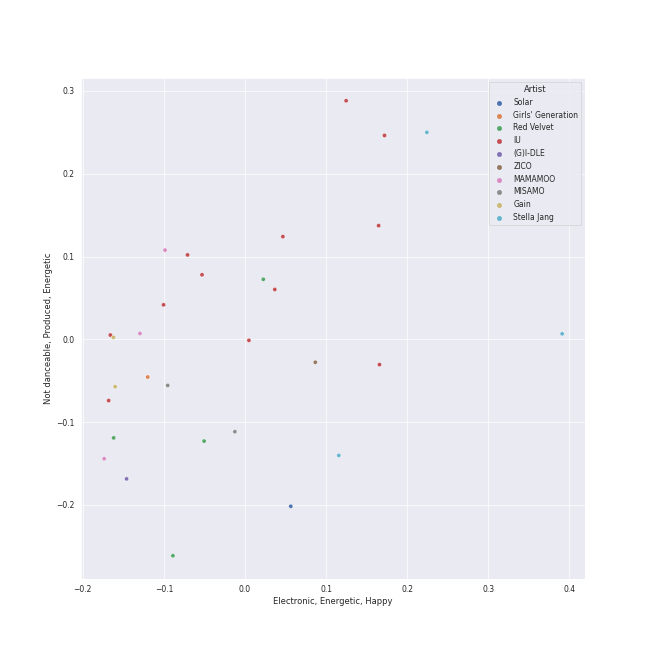 Artist
Solar
Girls' Generation
Red Velvet
IU
(G)I-DLE
ZICO
MAMAMOO
MISAMO
Gain
Stella Jang
0.3
0.2
0.1
0.0
−0.1
−0.2
Not danceable, Produced, Energetic
−0.2 −0.1 0.0 0.1 0.2 0.3 0.4
Electronic, Energetic, Happy